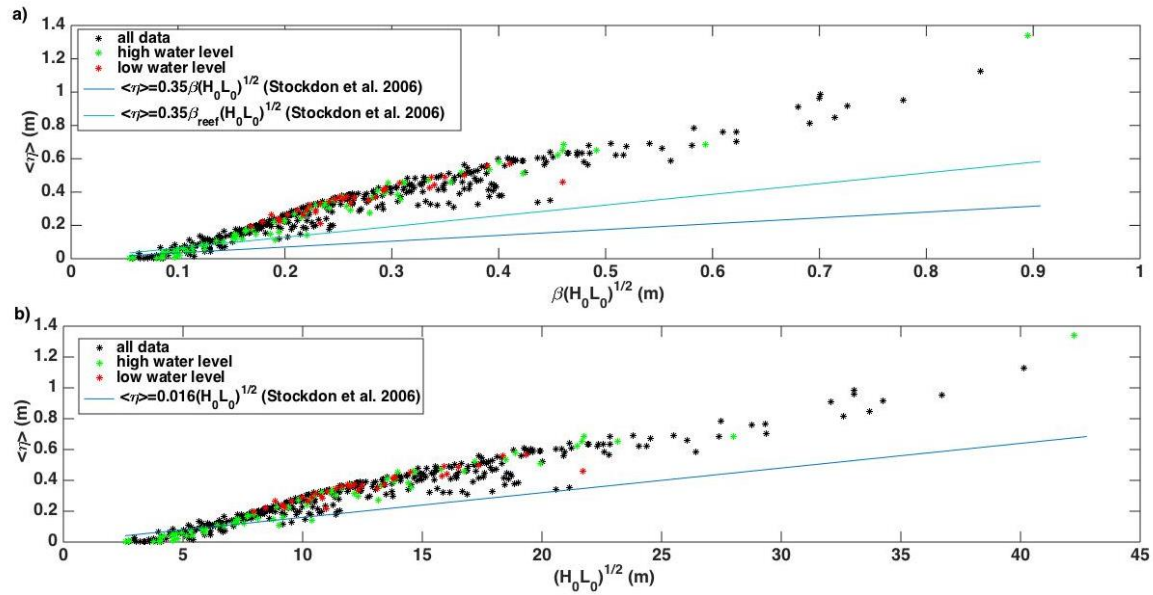 a)
1.4
1.2
1
0.8
0.6
0.4
0.2
0
<η> (m)
all data
high water level
low water level
<η>=0.35β(H₀L₀)^1/2 (Stockdon et al. 2006)
<η>=0.35β_reef(H₀L₀)^1/2 (Stockdon et al. 2006)
0 0.1 0.2 0.3 0.4 0.5 0.6 0.7 0.8 0.9 1
β(H₀L₀)^1/2 (m)
b)
1.4
1.2
1
0.8
0.6
0.4
0.2
0
<η> (m)
all data
high water level
low water level
<η>=0.016(H₀L₀)^1/2 (Stockdon et al. 2006)
0 5 10 15 20 25 30 35 40 45
(H₀L₀)^1/2 (m)